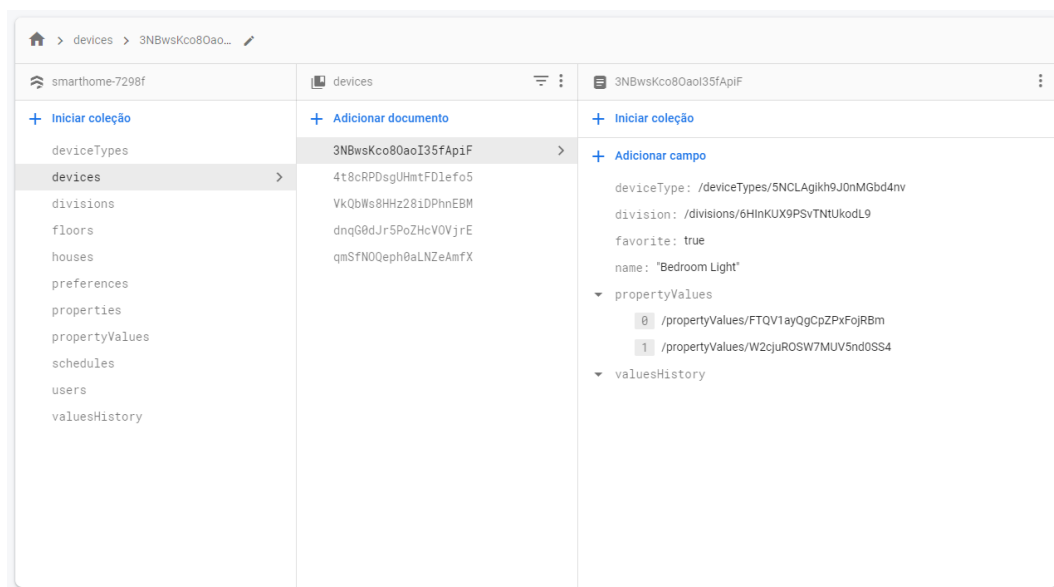 devices > 3NBwsKco8Oao...
smarthome-7298f
devices
3NBwsKco8OaoI35fApiF
+ Iniciar coleção
+ Adicionar documento
+ Iniciar coleção
deviceTypes
devices
divisions
floors
houses
preferences
properties
propertyValues
schedules
users
valuesHistory
3NBwsKco8OaoI35fApiF
4t8cRPDsgUHmtFDlefo5
VkQbWs8HHz28iDPhnEBM
dnqG0dJr5PoZHcVOVjrE
qmSfNOQeph0aLNZeAmfX
+ Adicionar campo
deviceType: /deviceTypes/5NCLAgikh9J0nMGbd4nv
division: /divisions/6HInKUX9PSvTNtUkodL9
favorite: true
name: "Bedroom Light"
propertyValues
0 /propertyValues/FTQV1ayQgCpZPxFojRBm
1 /propertyValues/W2cjuROSW7MUV5nd0SS4
valuesHistory